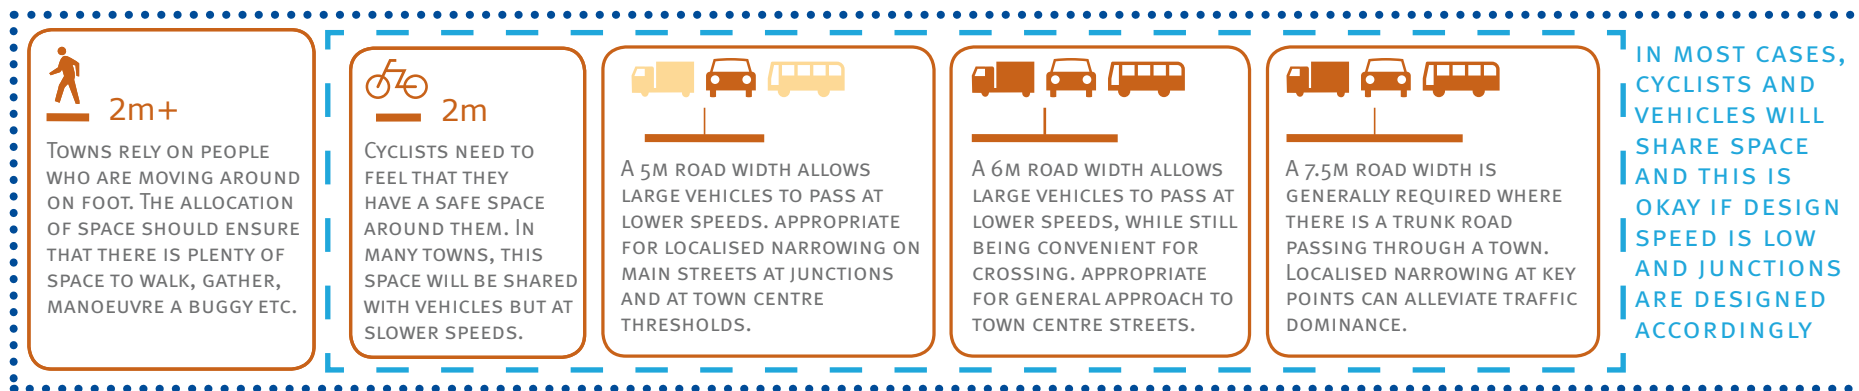 2m+
Towns rely on people
who are moving around
on foot. The allocation
of space should ensure
that there is plenty of
space to walk, gather,
manoeuvre a buggy etc.
2m
Cyclists need to
feel that they
have a safe space
around them. In
many towns, this
space will be shared
with vehicles but at
slower speeds.
A 5m road width allows
large vehicles to pass at
lower speeds. appropriate
for localised narrowing on
main streets at junctions
and at town centre
thresholds.
A 6m road width allows
large vehicles to pass at
lower speeds, while still
being convenient for
crossing. appropriate
for general approach to
town centre streets.
A 7.5m road width is
generally required where
there is a trunk road
passing through a town.
Localised narrowing at key
points can alleviate traffic
dominance.
IN MOST CASES,
CYCLISTS AND
VEHICLES WILL
SHARE SPACE
AND THIS IS
OKAY IF DESIGN
SPEED IS LOW
AND JUNCTIONS
ARE DESIGNED
ACCORDINGLY